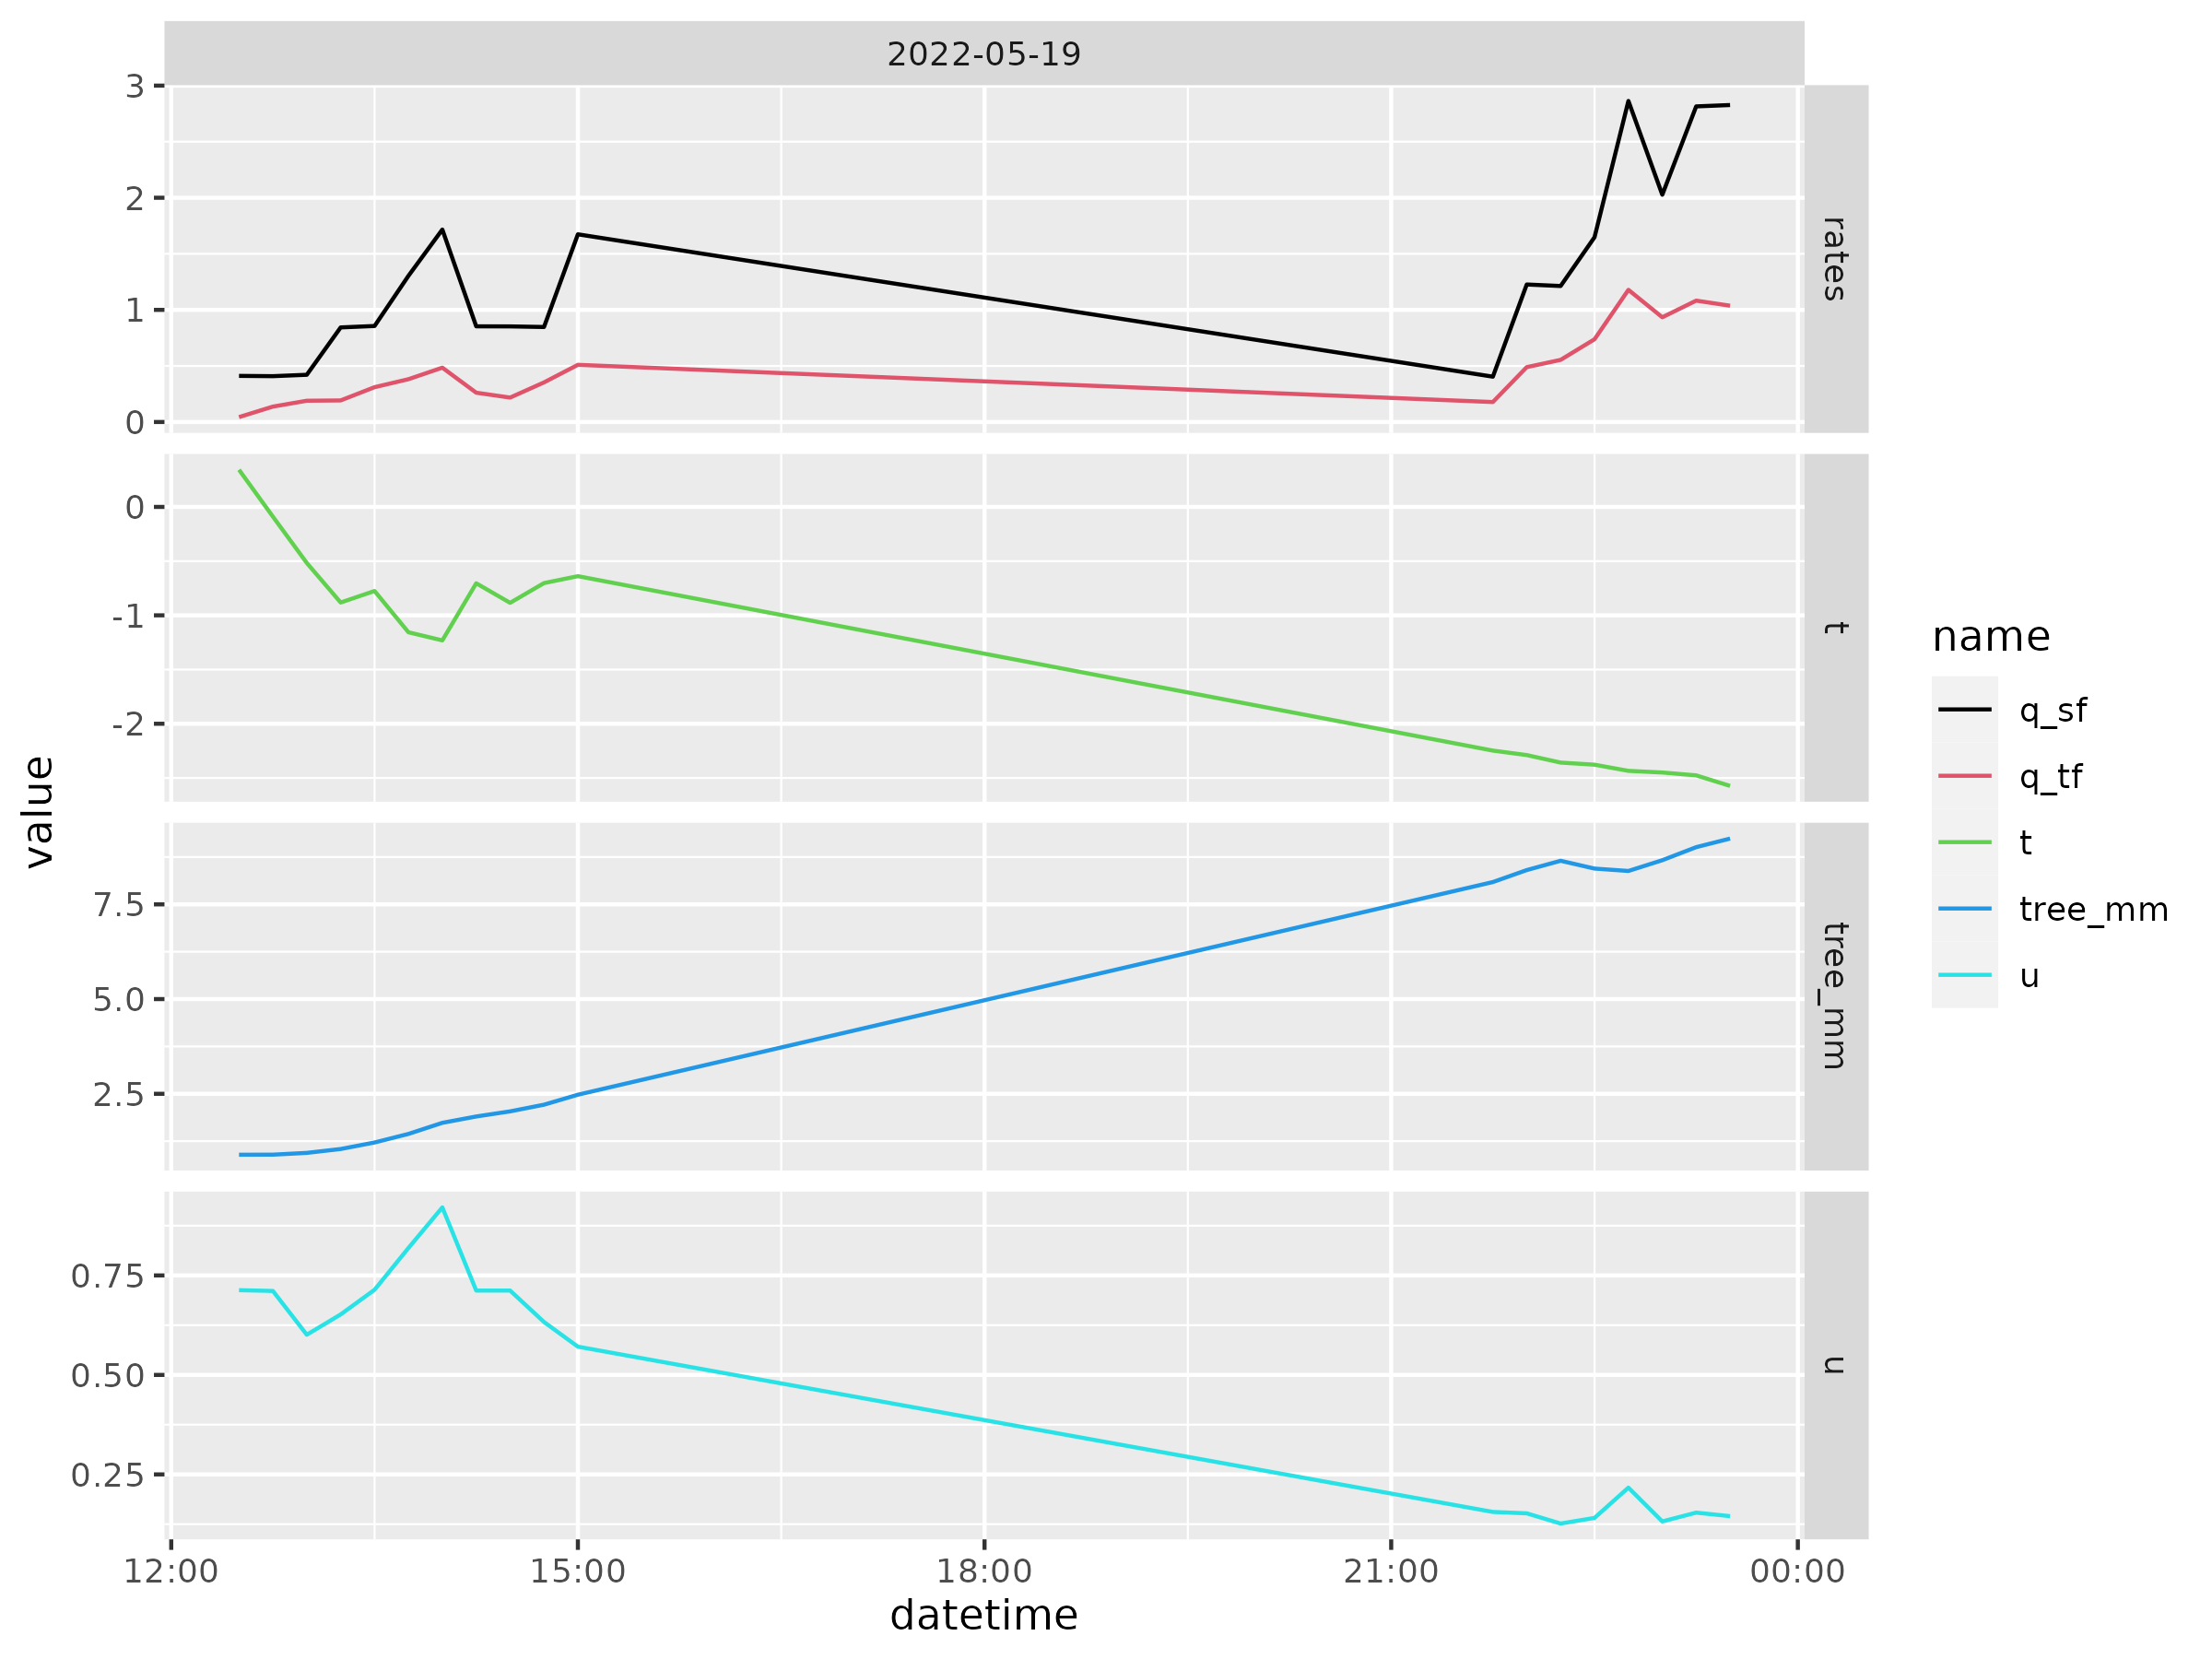 2022-05-19
3
2
1
0
rates
0
-1
-2
t
7.5
5.0
2.5
tree_mm
0.75
0.50
0.25
u
12:00 15:00 18:00 21:00 00:00
datetime
value
name
q_sf
q_tf
t
tree_mm
u